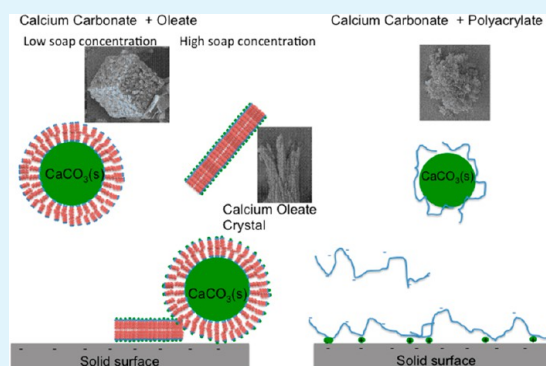 Calcium Carbonate + Oleate
Low soap concentration
High soap concentration
CaCO₃(s)
Calcium Oleate
Crystal
CaCO₃(s)
Solid surface
Calcium Carbonate + Polyacrylate
CaCO₃(s)
Solid surface